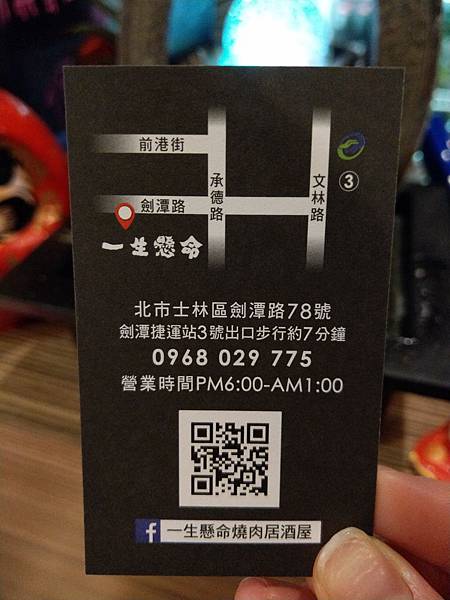 前港街
承德路
文林路
3
劍潭路
一生懸命
北市士林區劍潭路78號
劍潭捷運站3號出口步行約7分鐘
0968 029 775
營業時間PM6:00-AM1:00
f 一生懸命燒肉居酒屋